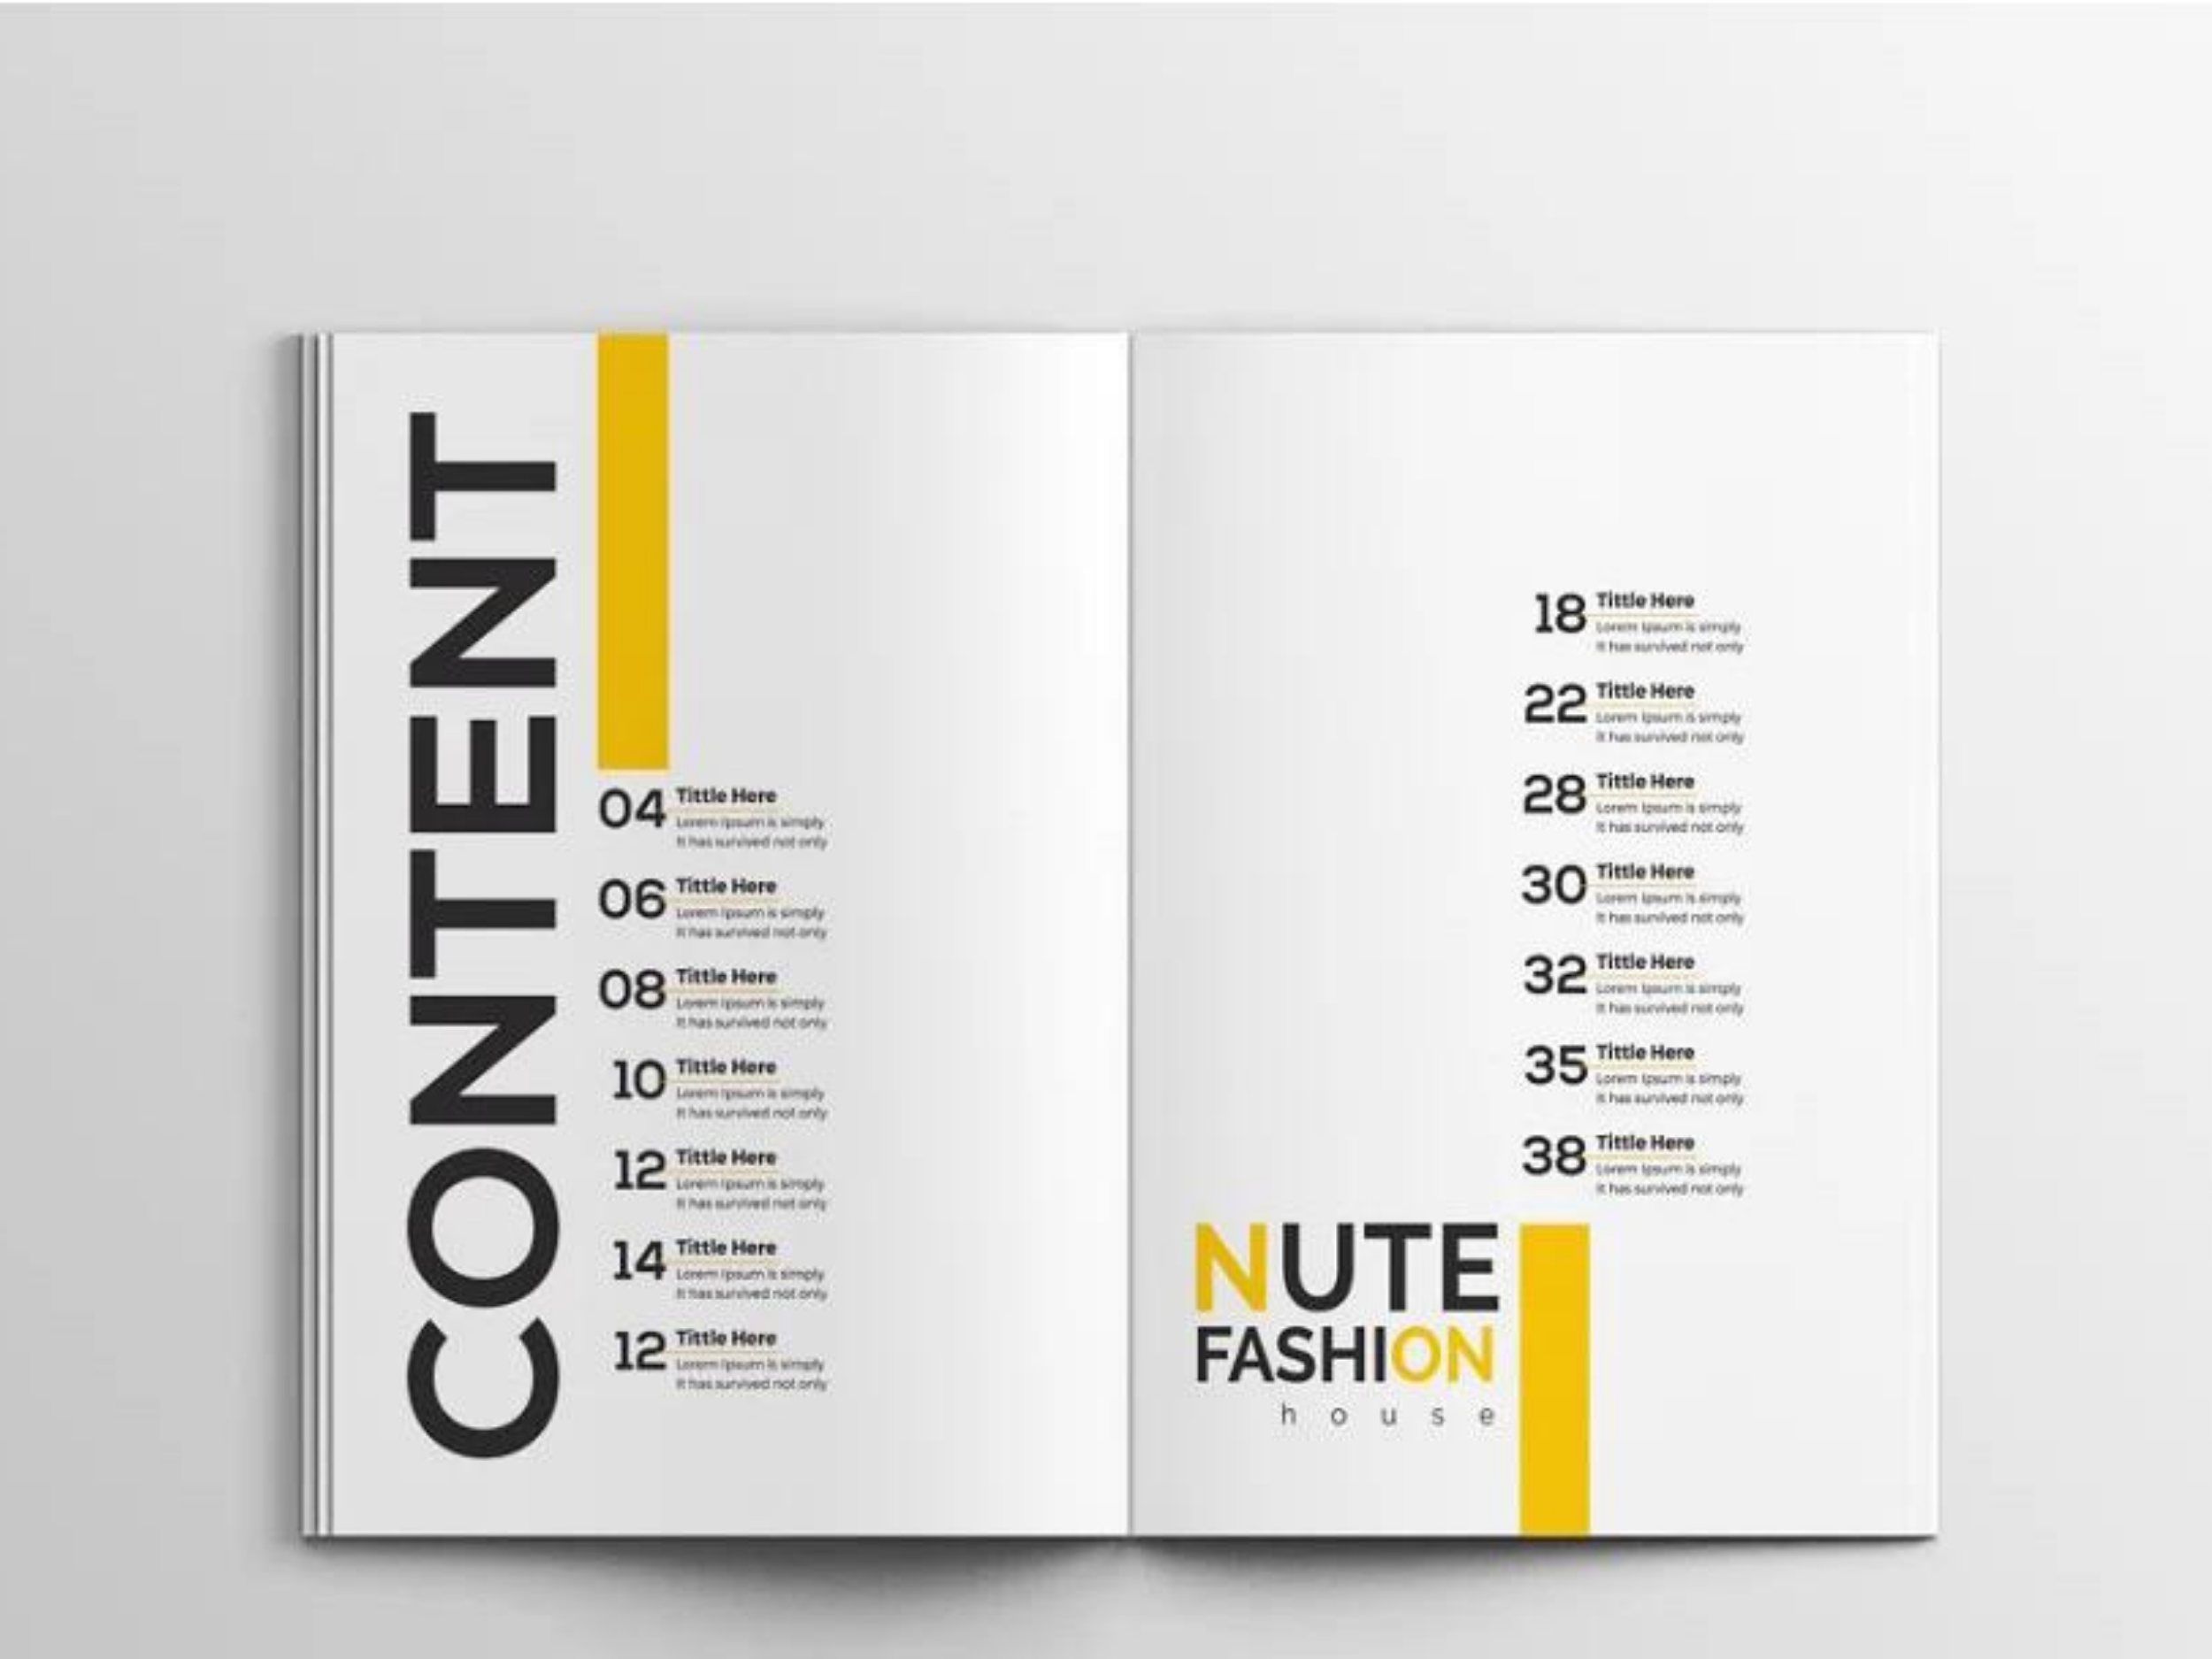 CONTENT
04 Tittle Here
Lorem Ipsum is simply
It has survived not only
06 Tittle Here
Lorem Ipsum is simply
It has survived not only
08 Tittle Here
Lorem Ipsum is simply
It has survived not only
10 Tittle Here
Lorem Ipsum is simply
It has survived not only
12 Tittle Here
Lorem Ipsum is simply
It has survived not only
14 Tittle Here
Lorem Ipsum is simply
It has survived not only
12 Tittle Here
Lorem Ipsum is simply
It has survived not only
18 Tittle Here
Lorem Ipsum is simply
It has survived not only
22 Tittle Here
Lorem Ipsum is simply
It has survived not only
28 Tittle Here
Lorem Ipsum is simply
It has survived not only
30 Tittle Here
Lorem Ipsum is simply
It has survived not only
32 Tittle Here
Lorem Ipsum is simply
It has survived not only
35 Tittle Here
Lorem Ipsum is simply
It has survived not only
38 Tittle Here
Lorem Ipsum is simply
It has survived not only
NUTE
FASHION
house